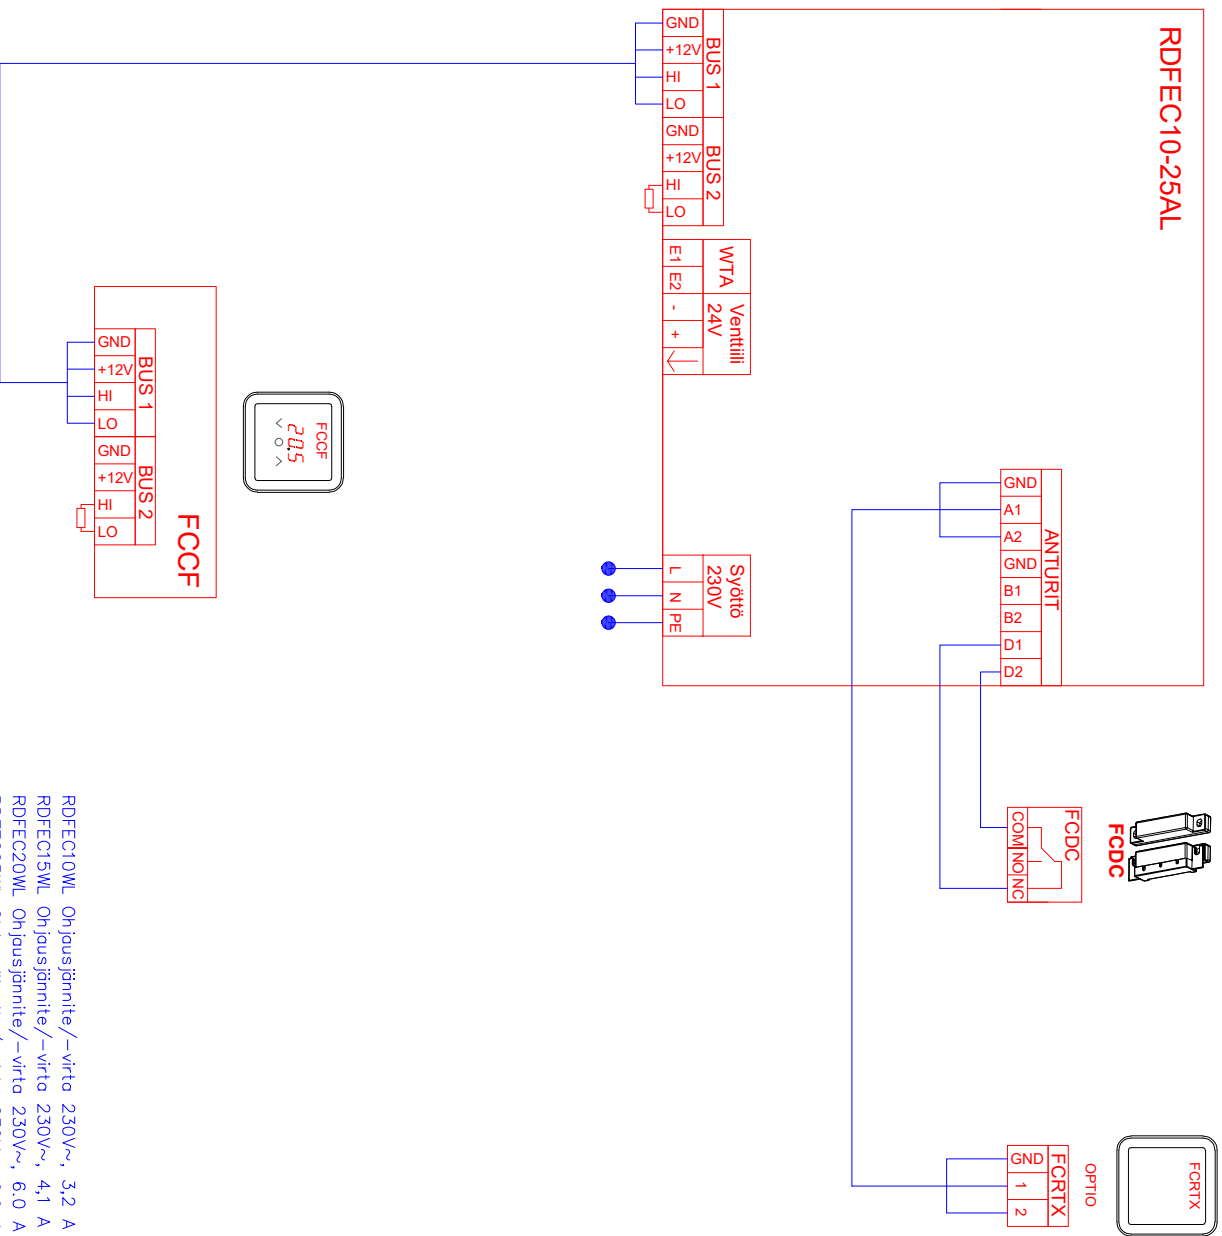 RDFEC10-25AL
BUS 1
GND
+12V
HI
LO
BUS 2
GND
+12V
HI
LO
WTA
E1
E2
Venttiili
24V
-
+
Syöttö
230V
L
N
PE
ANTURIT
GND
A1
A2
GND
B1
B2
D1
D2
FCCF
BUS 1
GND
+12V
HI
LO
BUS 2
GND
+12V
HI
LO
FCCF
20.5
FCDC
FCDC
COM
NO
NC
FCRTX
OPTIO
FCRTX
GND
1
2
RDFEC10WL Ohjausjännite/-virta 230V~, 3,2 A
RDFEC15WL Ohjausjännite/-virta 230V~, 4,1 A
RDFEC20WL Ohjausjännite/-virta 230V~, 6.0 A